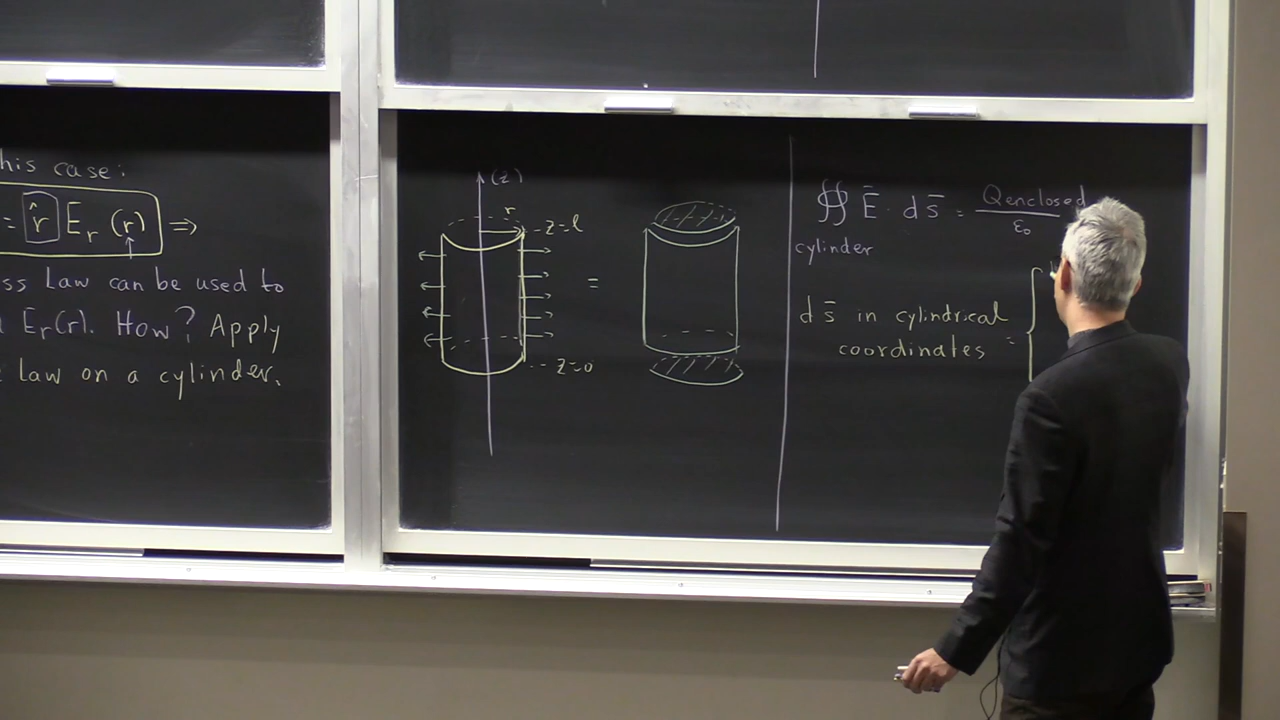 his case:
= r̂ Er (r) ⇒
ss Law can be used to
Er(r). How? Apply
law on a cylinder.
(z)
r
z=l
=
z=0
∯ Ē · ds̄ = Qenclosed
ε₀
cylinder
ds̄ in cylindrical
coordinates = {